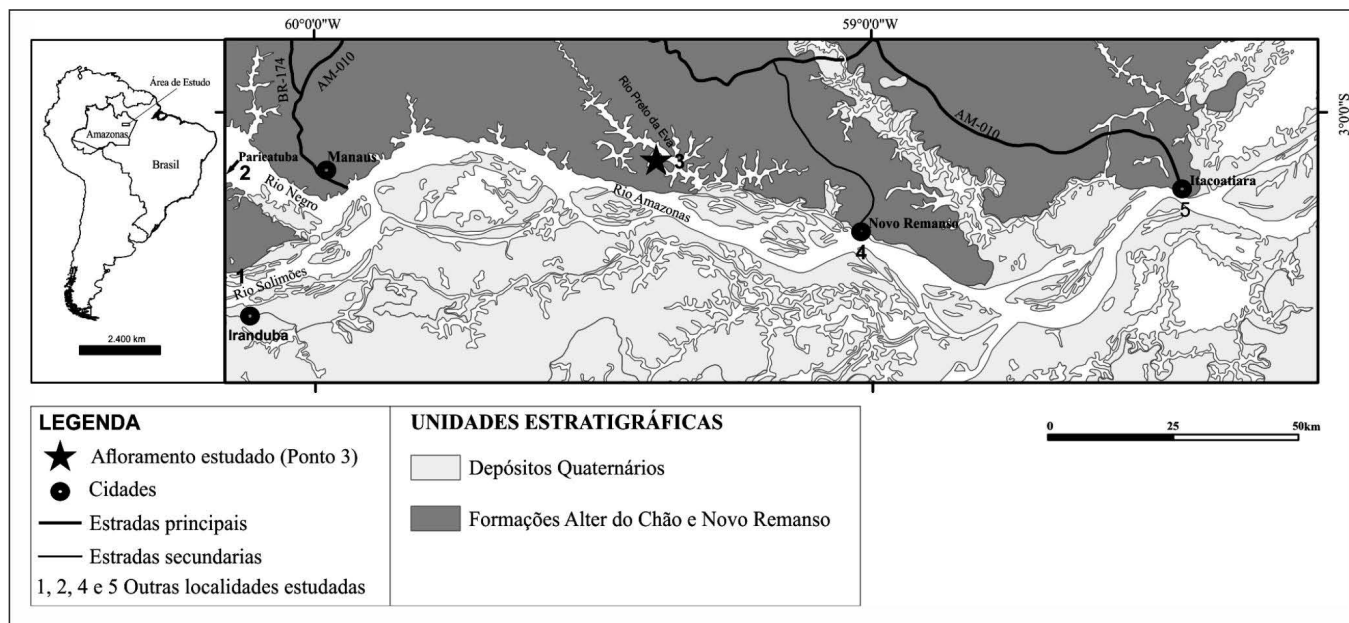 60°0'0"W
59°0'0"W
3°0'0"S
Área de Estudo
Amazonas
Brasil
2.400 km
BR-174
AM-010
Rio Preto da Eva
AM-010
Paricatuba
2
Manaus
3
Rio Negro
Rio Amazonas
Itacoatiara
5
Novo Remanso
4
1
Rio Solimões
Iranduba
LEGENDA
Afloramento estudado (Ponto 3)
Cidades
Estradas principais
Estradas secundarias
1, 2, 4 e 5 Outras localidades estudadas
UNIDADES ESTRATIGRÁFICAS
Depósitos Quaternários
Formações Alter do Chão e Novo Remanso
0 25 50km